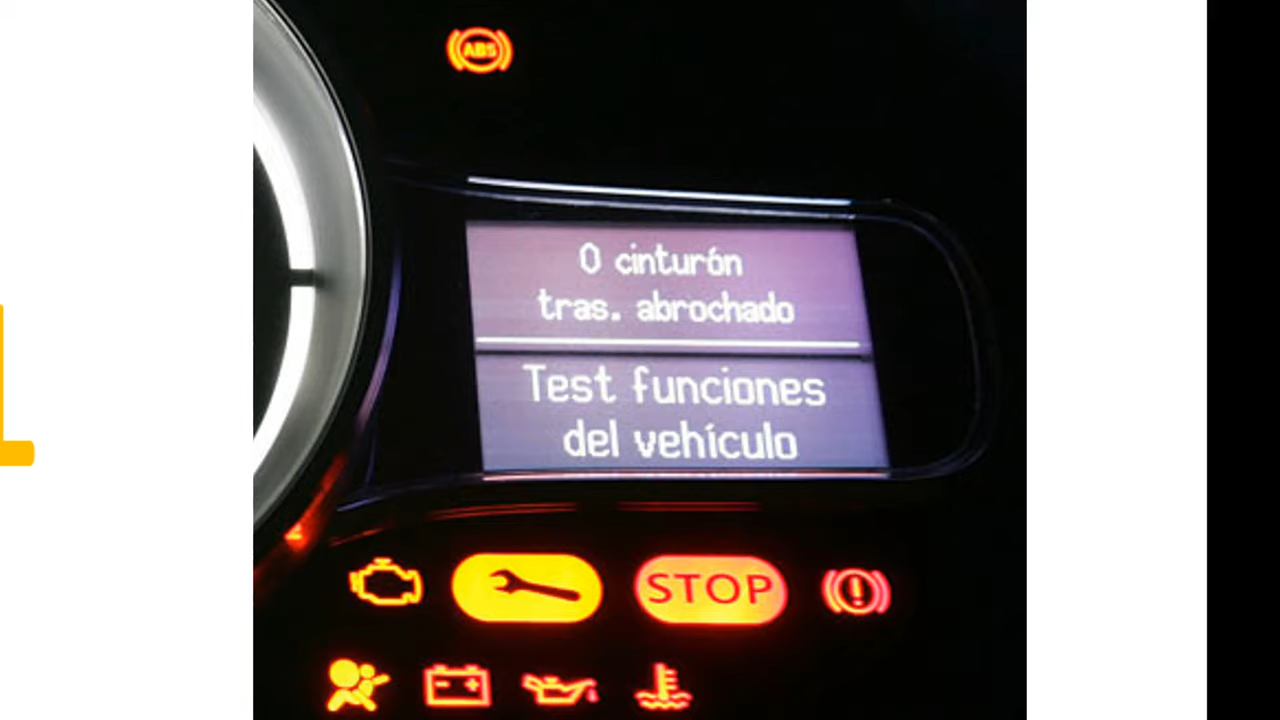 ABS
0 cinturón
tras. abrochado
Test funciones
del vehículo
STOP